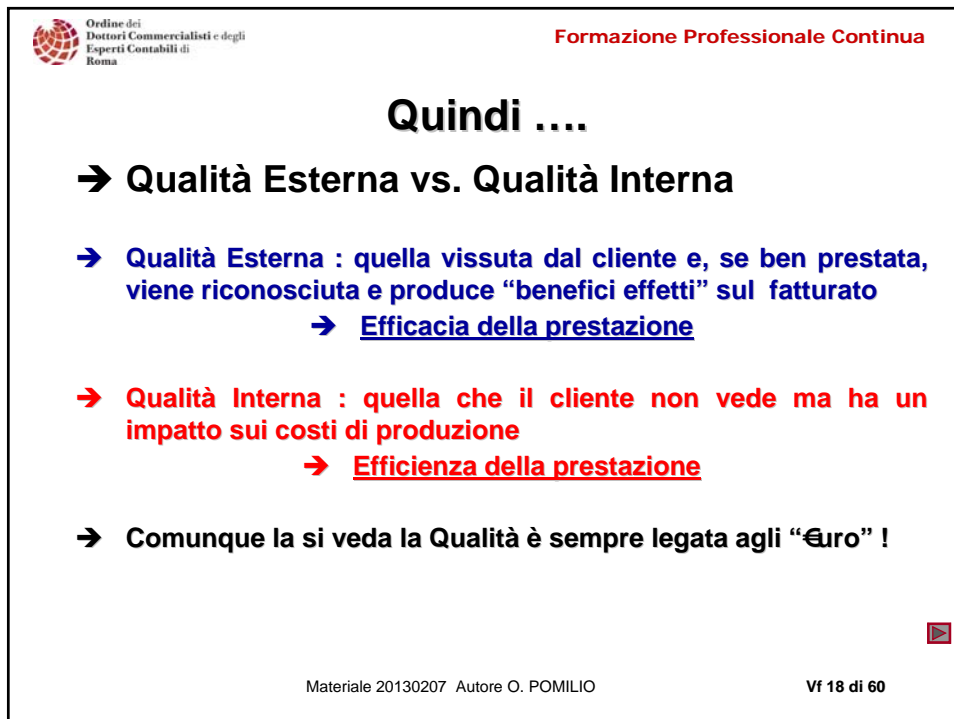 Ordine dei
Dottori Commercialisti e degli
Esperti Contabili di
Roma
Formazione Professionale Continua
Quindi ….
➔ Qualità Esterna vs. Qualità Interna
➔ Qualità Esterna : quella vissuta dal cliente e, se ben prestata,
viene riconosciuta e produce “benefici effetti” sul fatturato
➔ Efficacia della prestazione
➔ Qualità Interna : quella che il cliente non vede ma ha un
impatto sui costi di produzione
➔ Efficienza della prestazione
➔ Comunque la si veda la Qualità è sempre legata agli “€uro” !
Materiale 20130207 Autore O. POMILIO
Vf 18 di 60